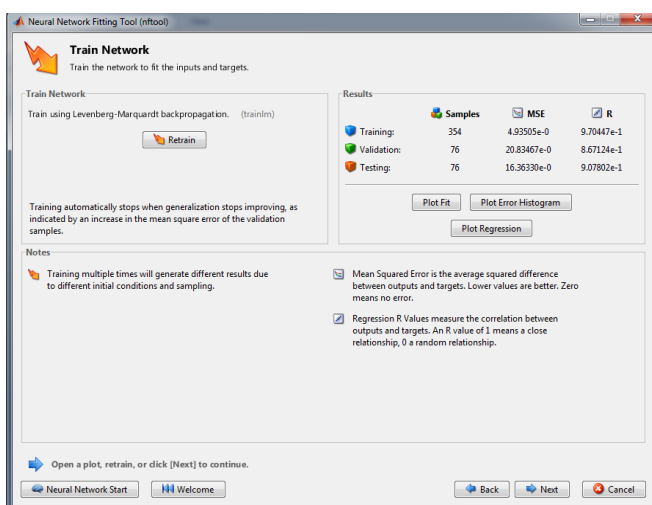 Neural Network Fitting Tool (nftool)
Train Network
Train the network to fit the inputs and targets.
Train Network
Train using Levenberg-Marquardt backpropagation. (trainlm)
Retrain
Training automatically stops when generalization stops improving, as
indicated by an increase in the mean square error of the validation
samples.
Results
Samples MSE R
Training: 354 4.93505e-0 9.70447e-1
Validation: 76 20.83467e-0 8.67124e-1
Testing: 76 16.36330e-0 9.07802e-1
Plot Fit Plot Error Histogram
Plot Regression
Notes
Training multiple times will generate different results due
to different initial conditions and sampling.
Mean Squared Error is the average squared difference
between outputs and targets. Lower values are better. Zero
means no error.
Regression R Values measure the correlation between
outputs and targets. An R value of 1 means a close
relationship, 0 a random relationship.
Open a plot, retrain, or click [Next] to continue.
Neural Network Start Welcome Back Next Cancel